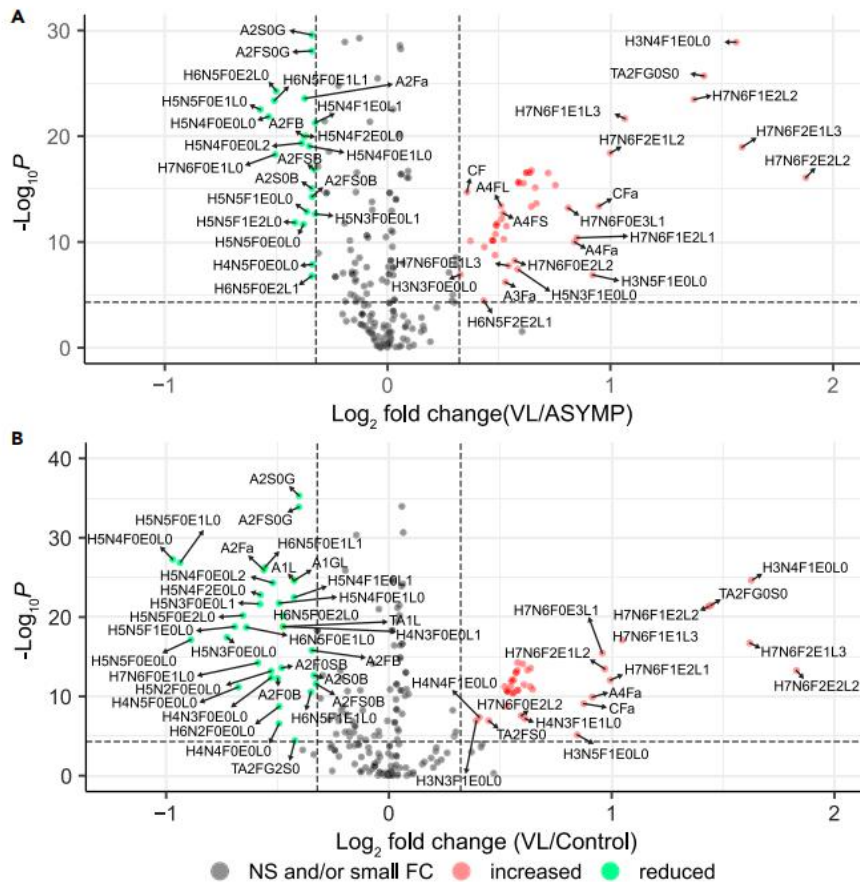 A
30
20
10
0
-Log10P
A2S0G
A2FS0G
H6N5F0E2L0
H6N5F0E1L1
A2Fa
H5N5F0E1L0
H5N4F1E0L1
H5N4F0E0L0
A2FB
H5N4F2E0L0
H5N4F0E0L2
H5N4F0E1L0
A2FSB
H7N6F0E1L0
A2S0B
A2FS0B
H5N5F1E0L0
H5N3F0E0L1
H5N5F1E2L0
H5N5F0E0L0
H4N5F0E0L0
H6N5F0E2L1
H3N4F1E0L0
TA2FG0S0
H7N6F1E2L2
H7N6F1E1L3
H7N6F2E1L3
H7N6F2E1L2
H7N6F2E2L2
CF
CFa
A4FL
A4FS
H7N6F0E3L1
H7N6F1E2L1
A4Fa
H7N6F0E1L3
H7N6F0E2L2
H3N3F0E0L0
H3N5F1E0L0
H5N3F1E0L0
A3Fa
H6N5F2E2L1
−1
0
1
2
Log2 fold change(VL/ASYMP)
B
40
30
20
10
0
-Log10P
A2S0G
A2FS0G
H5N5F0E1L0
H5N4F0E0L0
H6N5F1E1L1
A2Fa
A1L
A1GL
H5N4F0E0L2
H5N4F1E0L1
H5N4F2E0L0
H5N4F0E1L0
H5N3F0E0L1
H6N5F0E2L0
TA1L
H5N5F0E2L0
H5N5F1E0L0
H6N5F0E1L0
H4N3F0E0L1
H5N5F0E0L0
H5N3F0E0L0
A2FB
H7N6F0E1L0
A2F0SB
A2S0B
H5N2F0E0L0
A2F0B
A2FS0B
H4N5F0E0L0
H4N3F0E0L0
H6N5F1E1L0
H6N2F0E0L0
H4N4F0E0L0
TA2FG2S0
H3N4F1E0L0
TA2FG0S0
H7N6F0E3L1
H7N6F1E2L2
H7N6F1E1L3
H7N6F2E1L3
H7N6F2E1L2
H7N6F1E2L1
H7N6F2E2L2
H4N4F1E0L0
A4Fa
H7N6F0E2L2
CFa
H4N3F1E1L0
TA2FS0
H3N5F1E0L0
H3N3F1E0L0
−1
0
1
2
Log2 fold change (VL/Control)
NS and/or small FC increased reduced